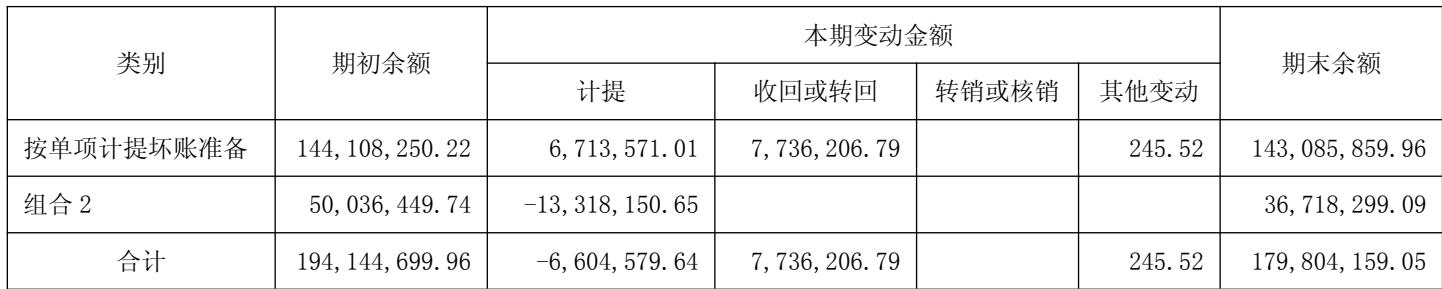 类别 期初余额 本期变动金额 期末余额
计提 收回或转回 转销或核销 其他变动
按单项计提坏账准备 144,108,250.22 6,713,571.01 7,736,206.79 245.52 143,085,859.96
组合 2 50,036,449.74 -13,318,150.65 36,718,299.09
合计 194,144,699.96 -6,604,579.64 7,736,206.79 245.52 179,804,159.05